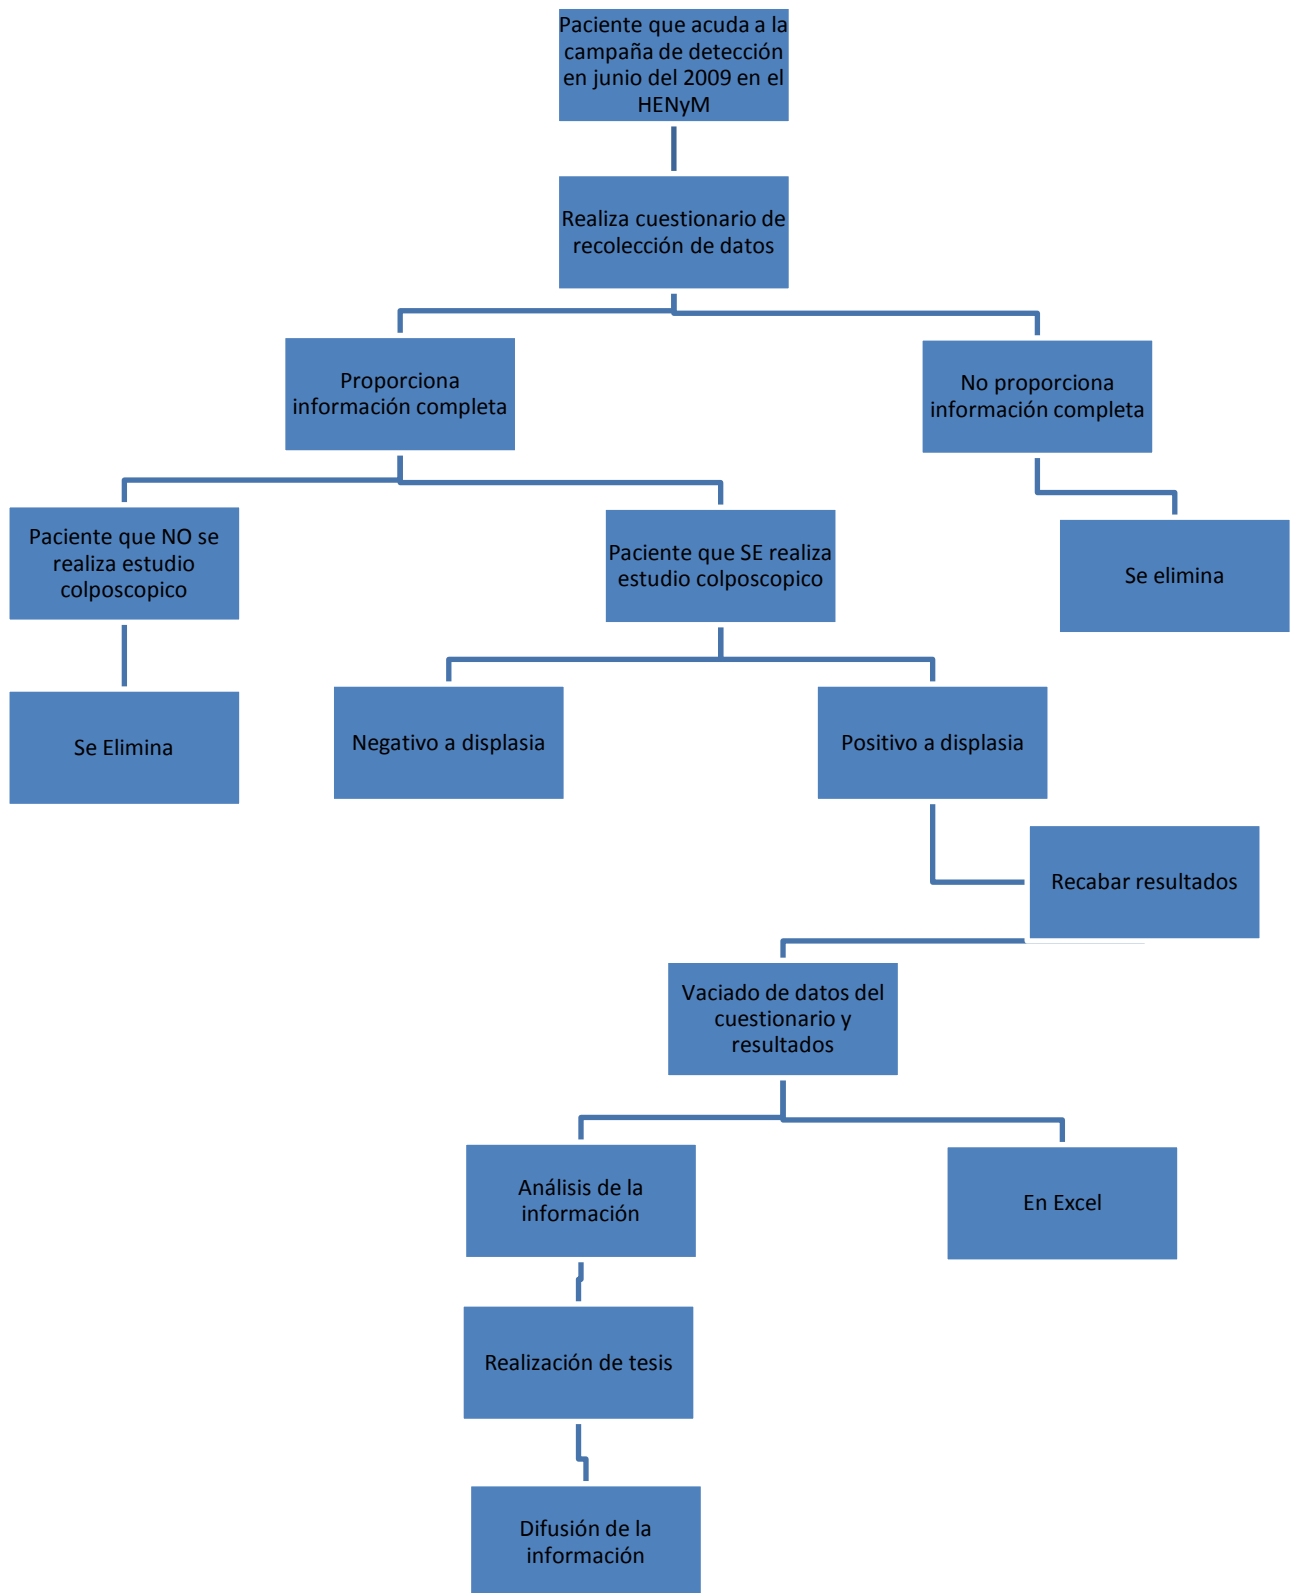 Paciente que acuda a la
campaña de detección
en junio del 2009 en el
HENyM
Realiza cuestionario de
recolección de datos
Proporciona
información completa
No proporciona
información completa
Paciente que NO se
realiza estudio
colposcopico
Paciente que SE realiza
estudio colposcopico
Se elimina
Se Elimina
Negativo a displasia
Positivo a displasia
Recabar resultados
Vaciado de datos del
cuestionario y
resultados
Análisis de la
información
En Excel
Realización de tesis
Difusión de la
información